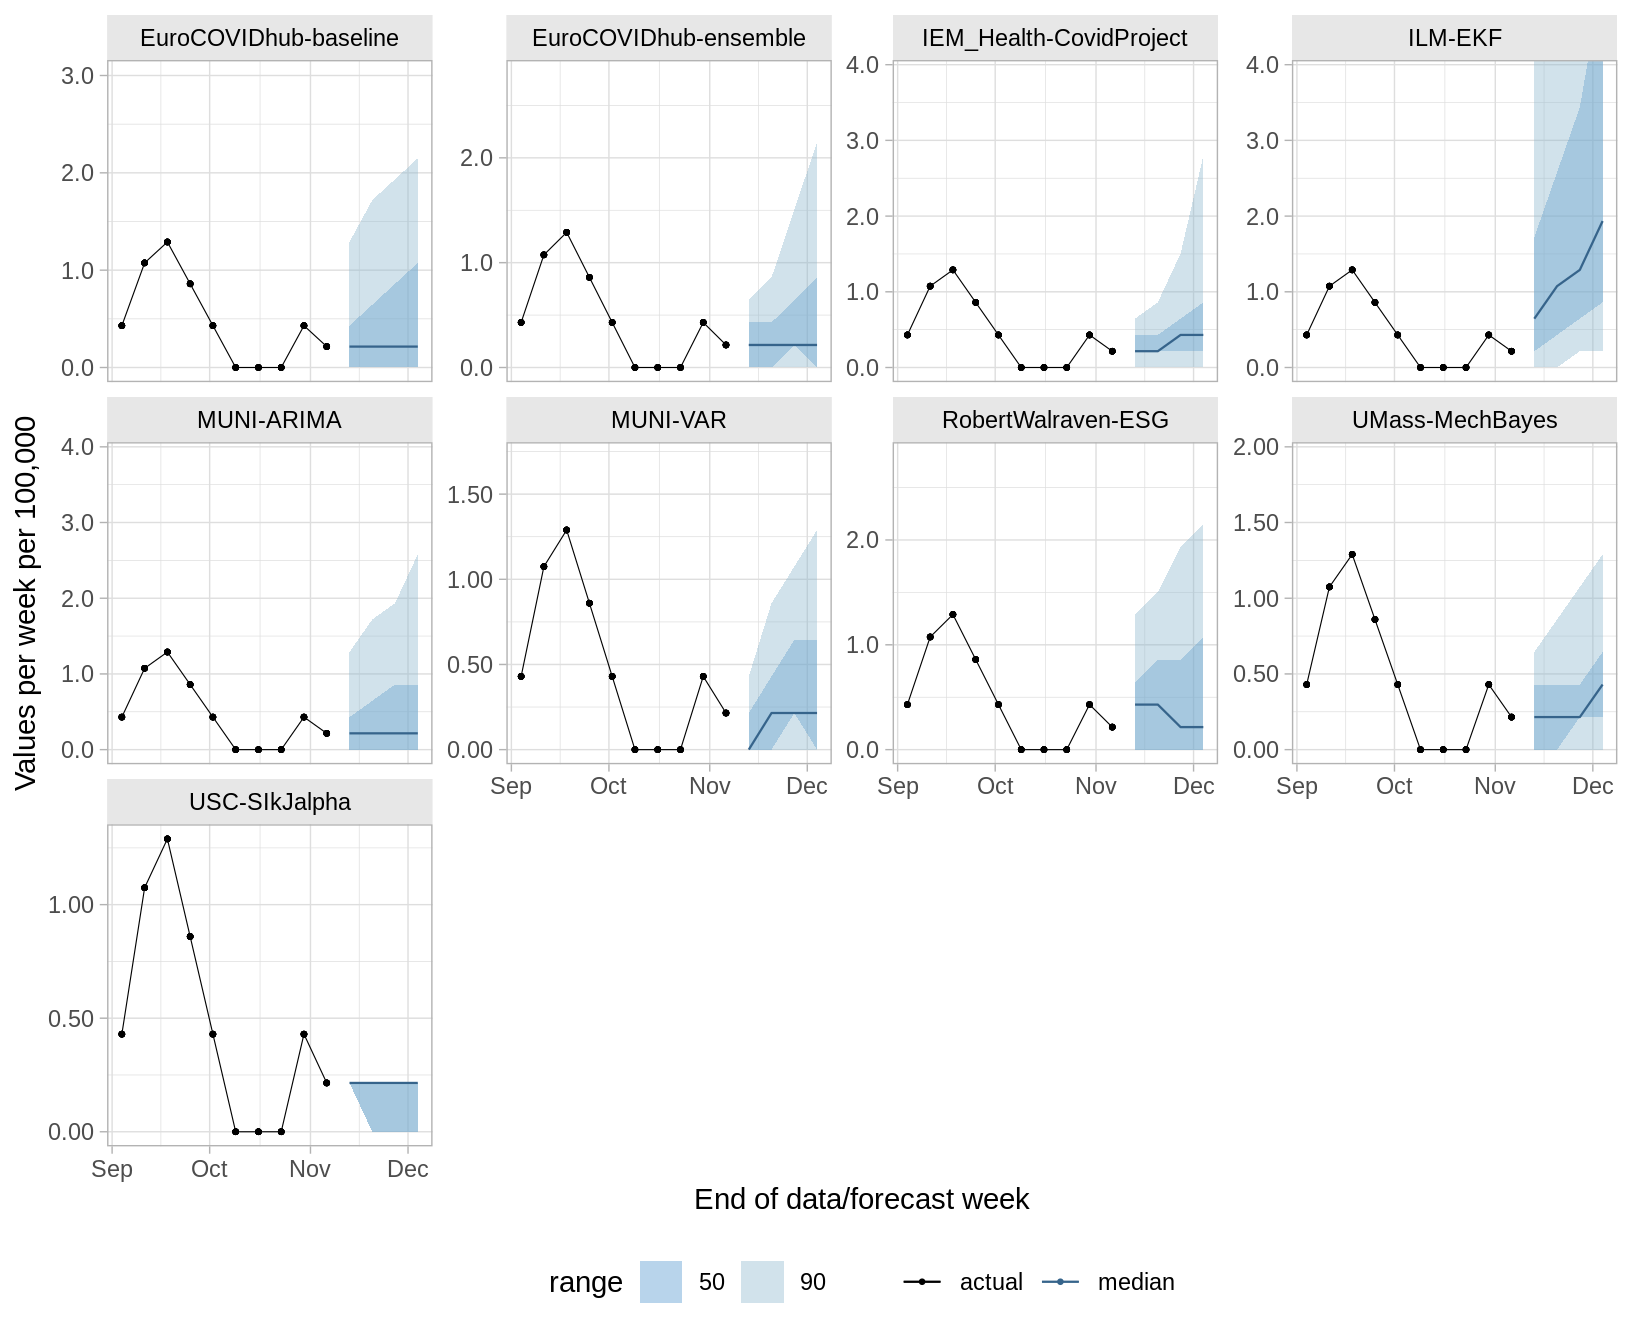 EuroCOVIDhub-baseline
EuroCOVIDhub-ensemble
IEM_Health-CovidProject
ILM-EKF
3.0
2.0
1.0
0.0
2.0
1.0
0.0
4.0
3.0
2.0
1.0
0.0
4.0
3.0
2.0
1.0
0.0
MUNI-ARIMA
MUNI-VAR
RobertWalraven-ESG
UMass-MechBayes
4.0
3.0
2.0
1.0
0.0
1.50
1.00
0.50
0.00
2.0
1.0
0.0
2.00
1.50
1.00
0.50
0.00
Sep Oct Nov Dec
Sep Oct Nov Dec
Sep Oct Nov Dec
USC-SIkJalpha
1.00
0.50
0.00
Sep Oct Nov Dec
Values per week per 100,000
End of data/forecast week
range 50 90 actual median